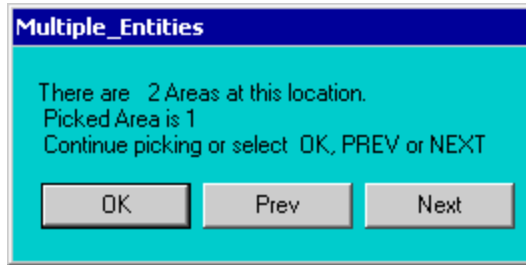 Multiple_Entities
There are 2 Areas at this location.
Picked Area is 1
Continue picking or select OK, PREV or NEXT
OK Prev Next